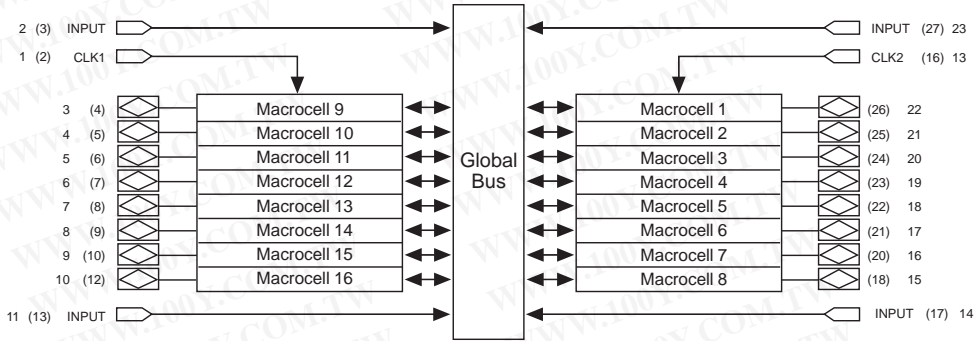 2 (3) INPUT INPUT (27) 23
1 (2) CLK1 CLK2 (16) 13
3 (4) Macrocell 9 Macrocell 1 (26) 22
4 (5) Macrocell 10 Macrocell 2 (25) 21
5 (6) Macrocell 11 Global Macrocell 3 (24) 20
6 (7) Macrocell 12 Bus Macrocell 4 (23) 19
7 (8) Macrocell 13 Macrocell 5 (22) 18
8 (9) Macrocell 14 Macrocell 6 (21) 17
9 (10) Macrocell 15 Macrocell 7 (20) 16
10 (12) Macrocell 16 Macrocell 8 (18) 15
11 (13) INPUT INPUT (17) 14
WWW.100Y.COM.TW